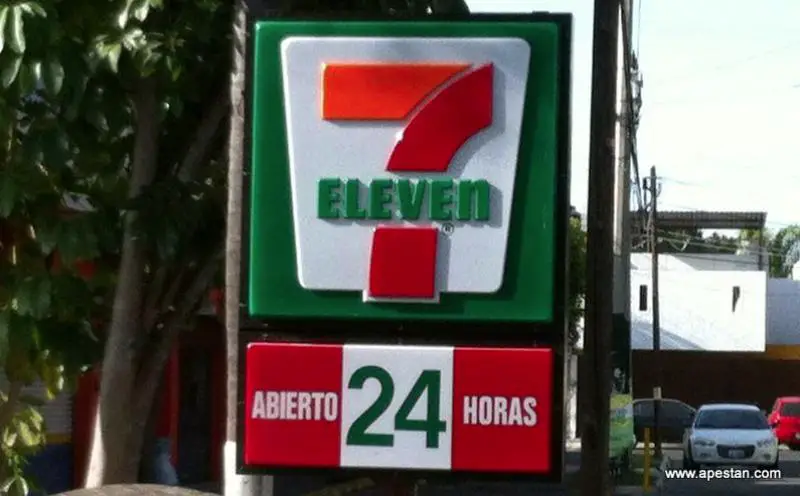 7
ELEVEn
®
ABIERTO 24 HORAS
www.apestan.com